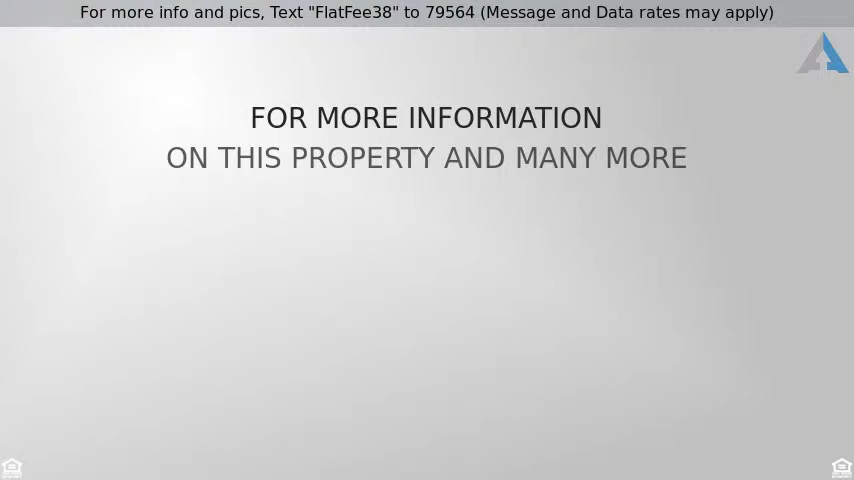 For more info and pics, Text "FlatFee38" to 79564 (Message and Data rates may apply)
FOR MORE INFORMATION
ON THIS PROPERTY AND MANY MORE